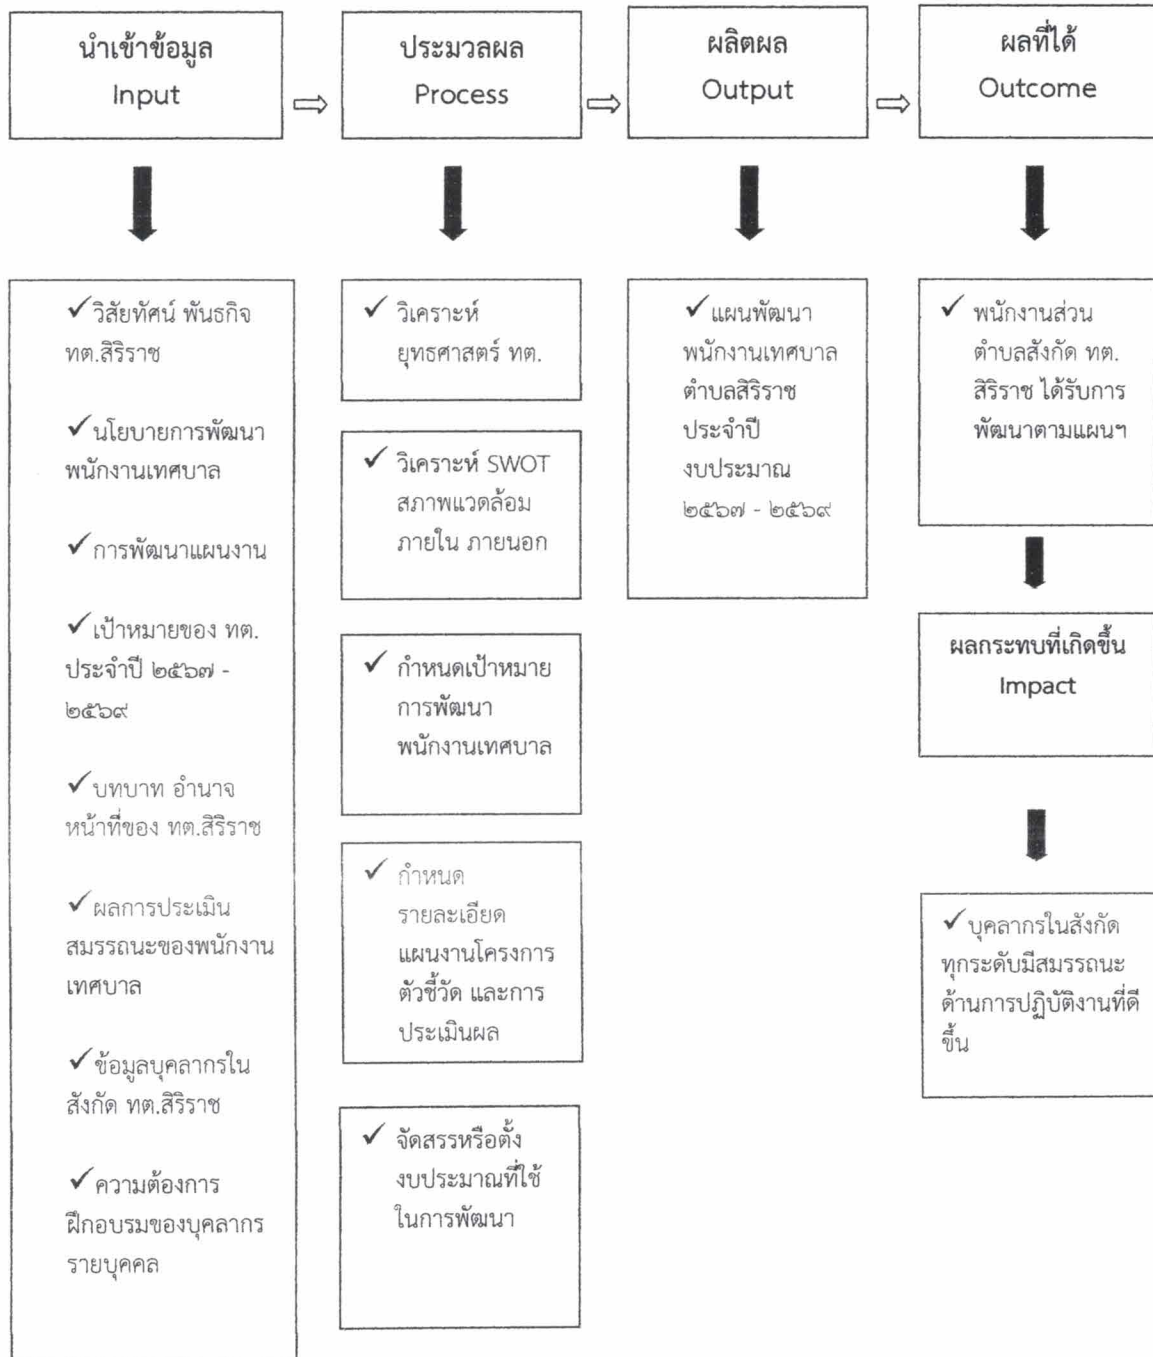 นำเข้าข้อมูล
Input
ประมวลผล
Process
ผลิตผล
Output
ผลที่ได้
Outcome
✓วิสัยทัศน์ พันธกิจ
ทต.สิริราช
✓นโยบายการพัฒนา
พนักงานเทศบาล
✓การพัฒนาแผนงาน
✓เป้าหมายของ ทต.
ประจำปี ๒๕๖๗ -
๒๕๖๙
✓บทบาท อำนาจ
หน้าที่ของ ทต.สิริราช
✓ผลการประเมิน
สมรรถนะของพนักงาน
เทศบาล
✓ข้อมูลบุคลากรใน
สังกัด ทต.สิริราช
✓ความต้องการ
ฝึกอบรมของบุคลากร
รายบุคคล
✓ วิเคราะห์
ยุทธศาสตร์ ทต.
✓ วิเคราะห์ SWOT
สภาพแวดล้อม
ภายใน ภายนอก
✓ กำหนดเป้าหมาย
การพัฒนา
พนักงานเทศบาล
✓ กำหนด
รายละเอียด
แผนงานโครงการ
ตัวชี้วัด และการ
ประเมินผล
✓ จัดสรรหรือตั้ง
งบประมาณที่ใช้
ในการพัฒนา
✓แผนพัฒนา
พนักงานเทศบาล
ตำบลสิริราช
ประจำปี
งบประมาณ
๒๕๖๗ - ๒๕๖๙
✓ พนักงานส่วน
ตำบลสังกัด ทต.
สิริราช ได้รับการ
พัฒนาตามแผนฯ
ผลกระทบที่เกิดขึ้น
Impact
✓บุคลากรในสังกัด
ทุกระดับมีสมรรถนะ
ด้านการปฏิบัติงานที่ดี
ขึ้น